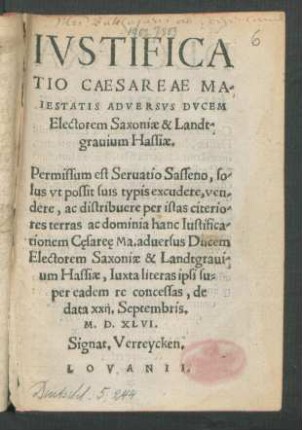 6
IVSTIFICA
TIO CAESAREAE MA-
IESTATIS ADVERSVS DVCEM
Electorem Saxoniæ & Landt-
grauium Hassiæ.
Permissum est Seruatio Sasseno, so-
lus vt possit suis typis excudere, ven-
dere, ac distribuere per istas citerio-
res terras ac dominia hanc Iustifica-
tionem Cęsareę Ma. aduersus Ducem
Electorem Saxoniæ & Landtgraui-
um Hassiæ, Iuxta literas ipsi su-
per eadem re concessas, de
data xxij, Septembris,
M. D. XLVI.
Signat, Verreycken,
LOVANII,
5. 244